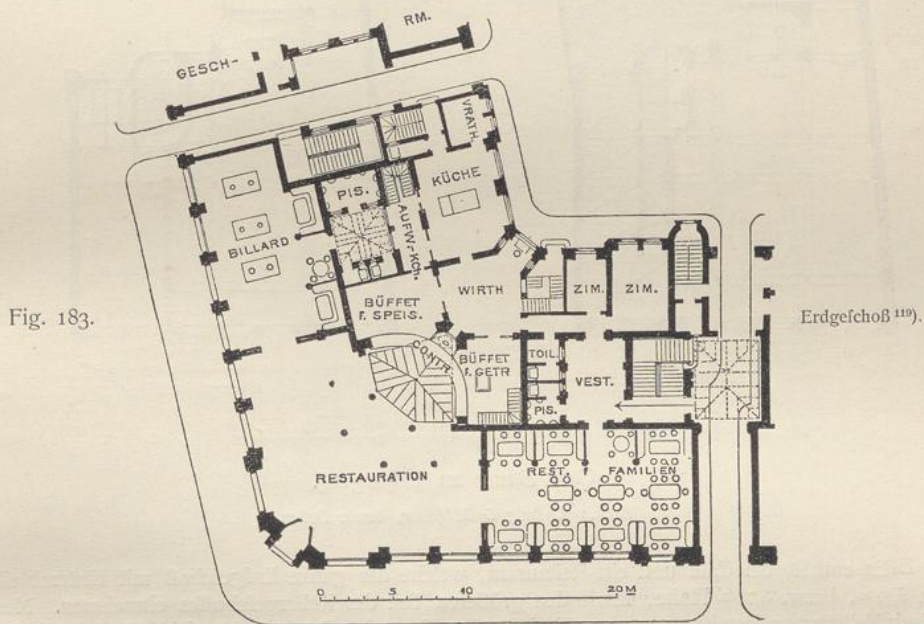 GESCH-
RM.
VRATH.
KÜCHE
PIS.
AUFW-KCH.
BILLARD
WIRTH
ZIM.
ZIM.
BÜFFET
F. SPEIS.
CONTR.
BÜFFET
F. GETR
TOIL.
VEST.
PIS.
Fig. 183.
Erdgeſchoß ¹¹⁹).
RESTAURATION
REST. f FAMILIEN
0 5 10 20 M